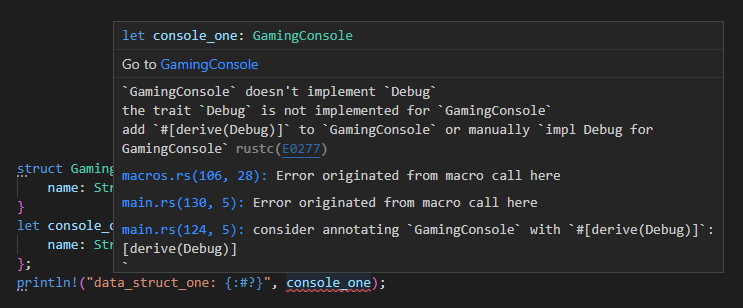 let console_one: GamingConsole
Go to GamingConsole
`GamingConsole` doesn't implement `Debug`
the trait `Debug` is not implemented for `GamingConsole`
add `#[derive(Debug)]` to `GamingConsole` or manually `impl Debug for
GamingConsole` rustc(E0277)
macros.rs(106, 28): Error originated from macro call here
main.rs(130, 5): Error originated from macro call here
main.rs(124, 5): consider annotating `GamingConsole` with `#[derive(Debug)]`:
[derive(Debug)]
`
struct Gaming
name: Str
}
let console_o
name: Str
};
println!("data_struct_one: {:#?}", console_one);